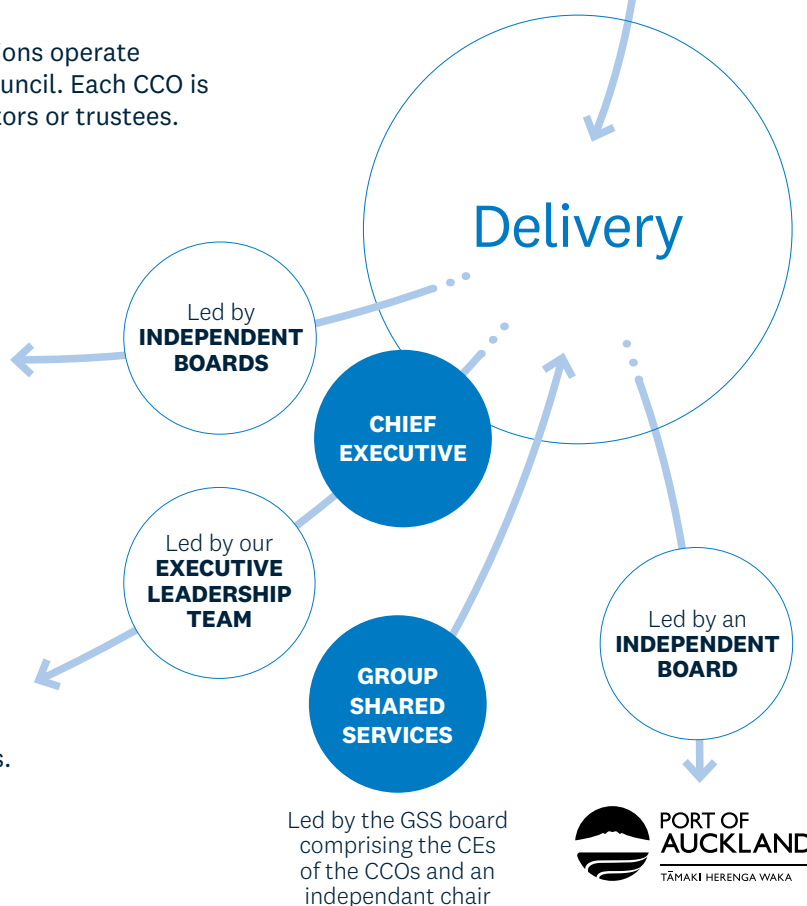 ions operate
uncil. Each CCO is
tors or trustees.
Delivery
Led by
INDEPENDENT
BOARDS
CHIEF
EXECUTIVE
Led by our
EXECUTIVE
LEADERSHIP
TEAM
Led by an
INDEPENDENT
BOARD
GROUP
SHARED
SERVICES
s.
Led by the GSS board
comprising the CEs
of the CCOs and an
independant chair
PORT OF
AUCKLAND
TĀMAKI HERENGA WAKA